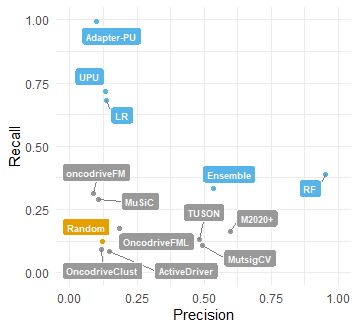 1.00
Adapter-PU
UPU
0.75
LR
Recall
0.50
oncodriveFM
Ensemble
RF
MuSiC
0.25
TUSON
M2020+
Random
OncodriveFML
MutsigCV
OncodriveClust
ActiveDriver
0.00
0.00 0.25 0.50 0.75 1.00
Precision